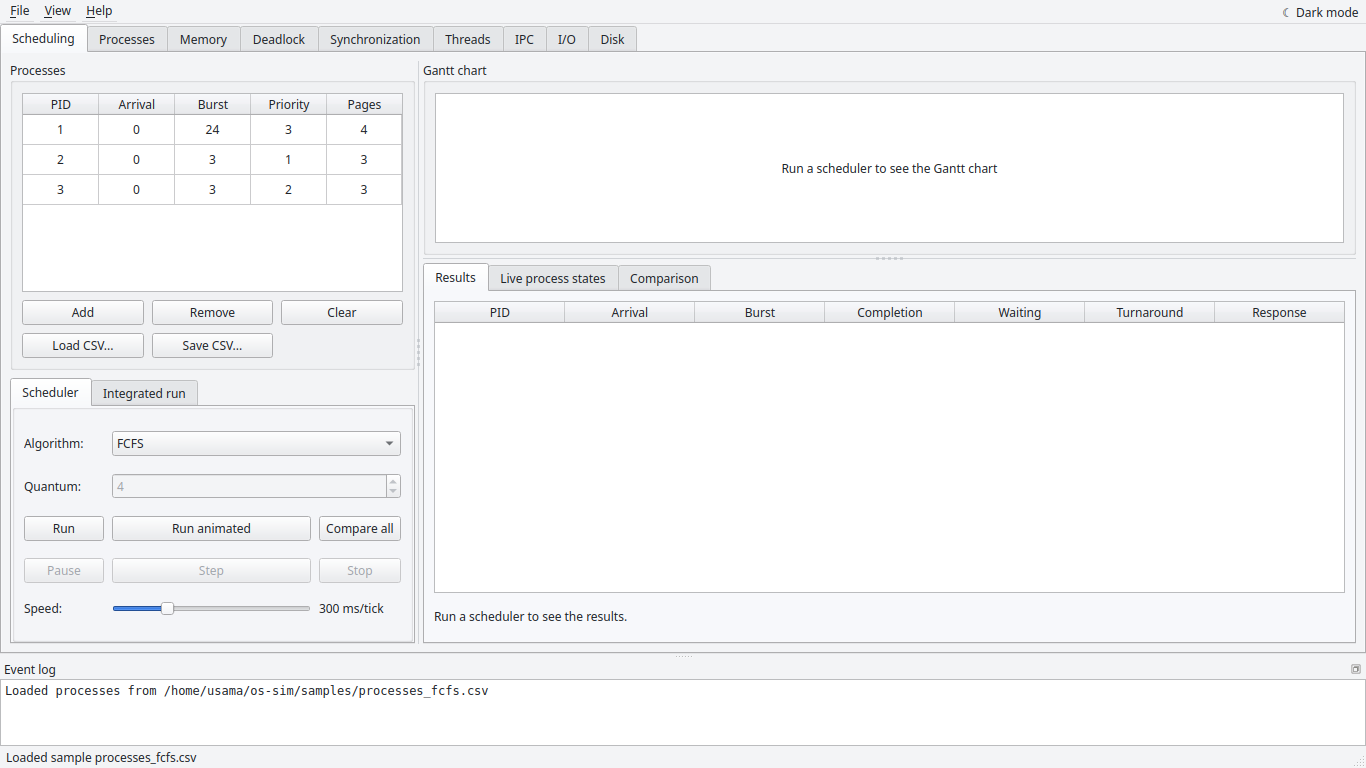 File View Help
☾ Dark mode
Scheduling Processes Memory Deadlock Synchronization Threads IPC I/O Disk
Processes
PID Arrival Burst Priority Pages
1 0 24 3 4
2 0 3 1 3
3 0 3 2 3
Add Remove Clear
Load CSV... Save CSV...
Scheduler Integrated run
Algorithm: FCFS
Quantum: 4
Run Run animated Compare all
Pause Step Stop
Speed: 300 ms/tick
Gantt chart
Run a scheduler to see the Gantt chart
Results Live process states Comparison
PID Arrival Burst Completion Waiting Turnaround Response
Run a scheduler to see the results.
Event log
Loaded processes from /home/usama/os-sim/samples/processes_fcfs.csv
Loaded sample processes_fcfs.csv